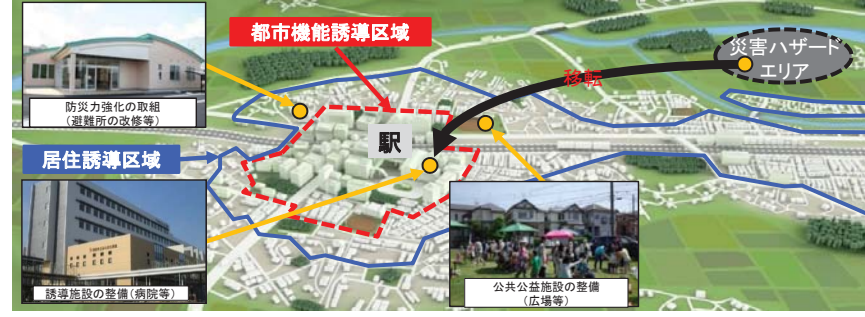 都市機能誘導区域
災害ハザード
エリア
移転
防災力強化の取組
（避難所の改修等）
駅
居住誘導区域
誘導施設の整備（病院等）
公共公益施設の整備
（広場等）